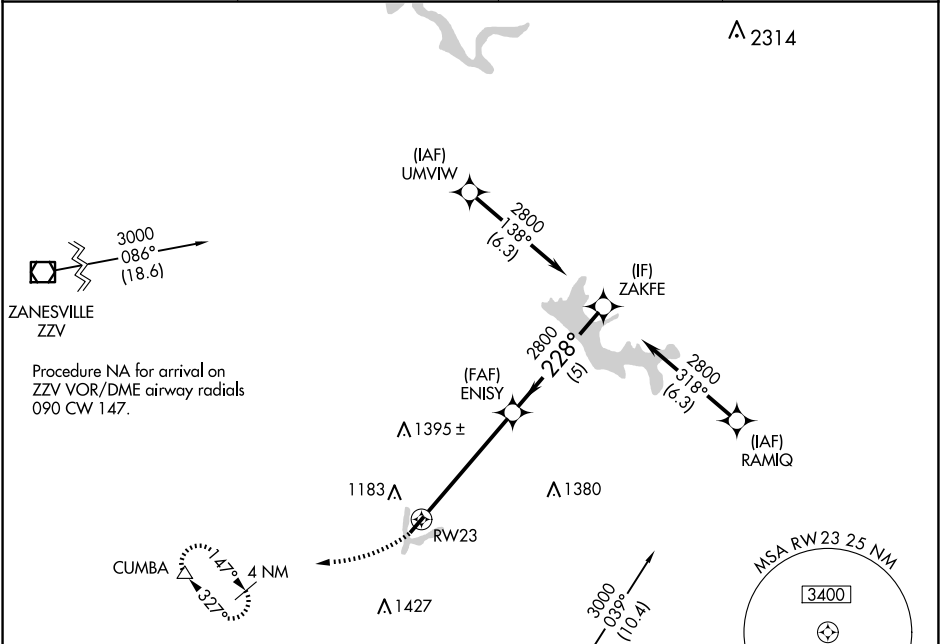 2314
(IAF)
UMVIW
2800
138°
(6.3)
3000
086°
(18.6)
ZANESVILLE
ZZV
(IF)
ZAKFE
Procedure NA for arrival on
ZZV VOR/DME airway radials
090 CW 147.
2800
228°
(5)
(FAF)
ENISY
2800
318°
(6.3)
(IAF)
RAMIQ
1395 ±
1183
1380
RW23
CUMBA
147°
4 NM
327°
1427
3000
039°
(10.4)
MSA RW 23 25 NM
3400